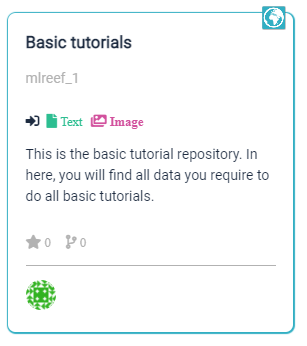 Basic tutorials
mlreef_1
Text Image
This is the basic tutorial repository. In
here, you will find all data you require to
do all basic tutorials.
0 0